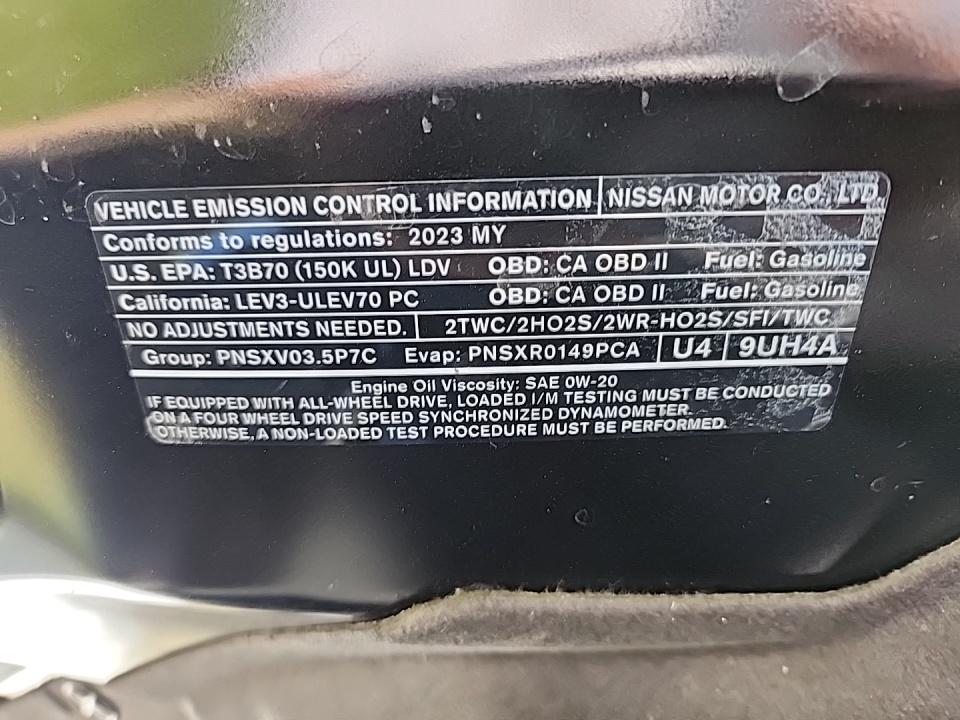 VEHICLE EMISSION CONTROL INFORMATION NISSAN MOTOR CO., LTD.
Conforms to regulations: 2023 MY
U.S. EPA: T3B70 (150K UL) LDV OBD: CA OBD II Fuel: Gasoline
California: LEV3-ULEV70 PC OBD: CA OBD II Fuel: Gasoline
NO ADJUSTMENTS NEEDED. 2TWC/2HO2S/2WR-HO2S/SFI/TWC
Group: PNSXV03.5P7C Evap: PNSXR0149PCA U4 9UH4A
Engine Oil Viscosity: SAE 0W-20
IF EQUIPPED WITH ALL-WHEEL DRIVE, LOADED I/M TESTING MUST BE CONDUCTED
ON A FOUR WHEEL DRIVE SPEED SYNCHRONIZED DYNAMOMETER.
OTHERWISE, A NON-LOADED TEST PROCEDURE MUST BE PERFORMED.